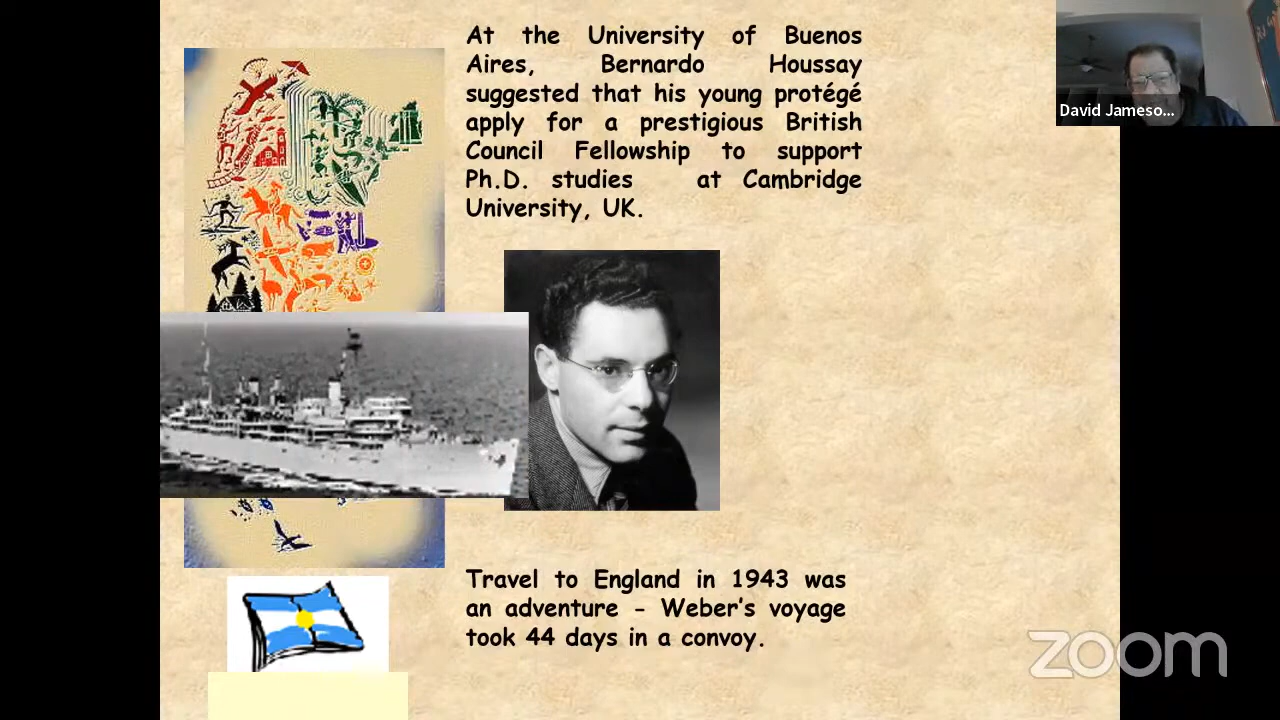 At the University of Buenos
Aires, Bernardo Houssay
suggested that his young protégé
apply for a prestigious British
Council Fellowship to support
Ph.D. studies at Cambridge
University, UK.
David Jameso...
Travel to England in 1943 was
an adventure - Weber's voyage
took 44 days in a convoy.
zoom